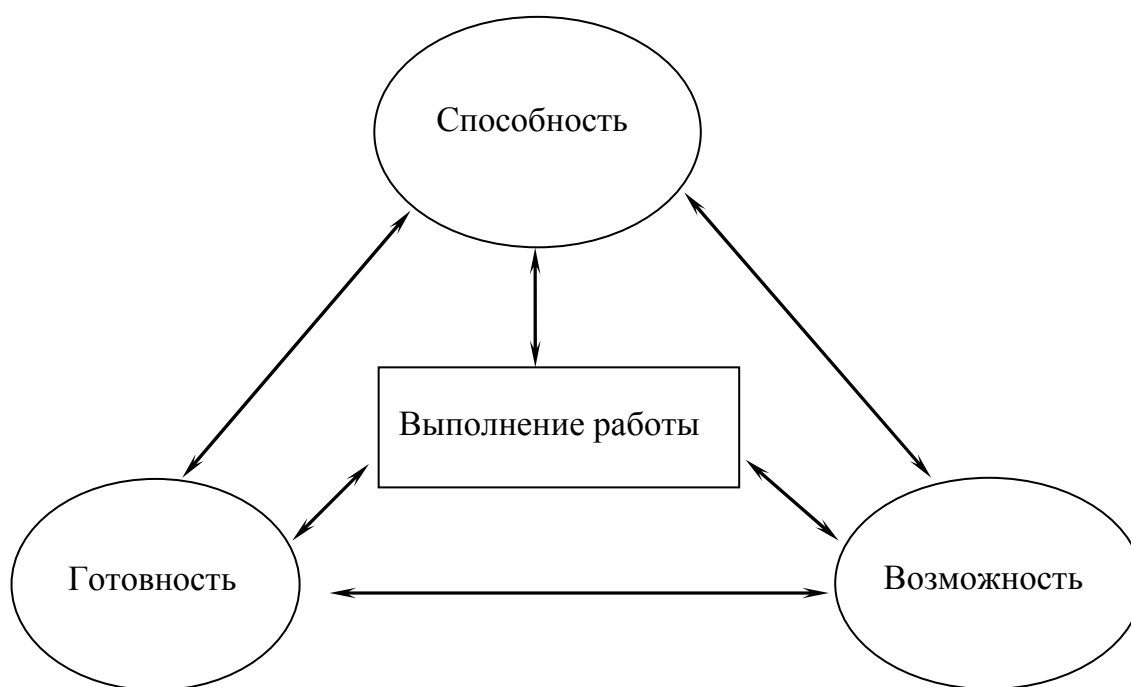 Способность
Выполнение работы
Готовность
Возможность